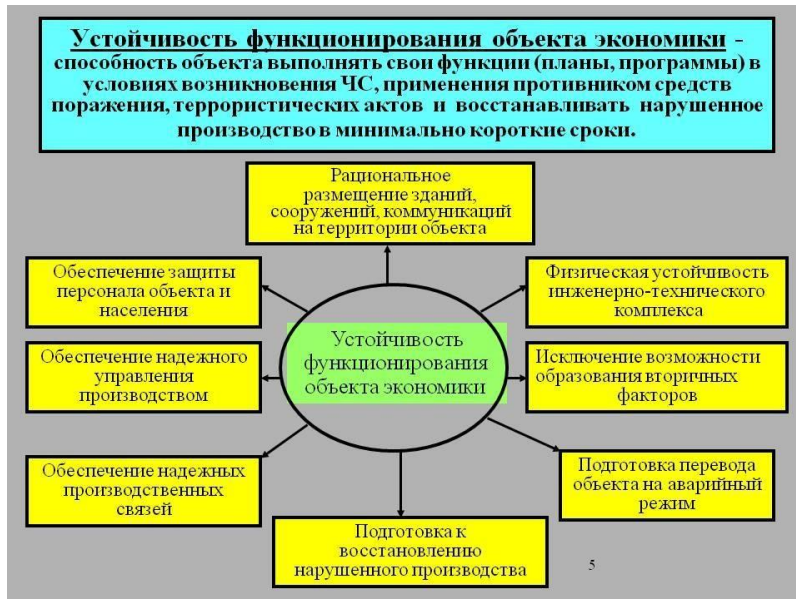 Устойчивость функционирования объекта экономики -
способность объекта выполнять свои функции (планы, программы) в
условиях возникновения ЧС, применения противником средств
поражения, террористических актов и восстанавливать нарушенное
производство в минимально короткие сроки.
Рациональное
размещение зданий,
сооружений, коммуникаций
на территории объекта
Обеспечение защиты
персонала объекта и
населения
Физическая устойчивость
инженерно-технического
комплекса
Устойчивость
функционирования
объекта экономики
Обеспечение надежного
управления
производством
Исключение возможности
образования вторичных
факторов
Обеспечение надежных
производственных
связей
Подготовка перевода
объекта на аварийный
режим
Подготовка к
восстановлению
нарушенного производства
5